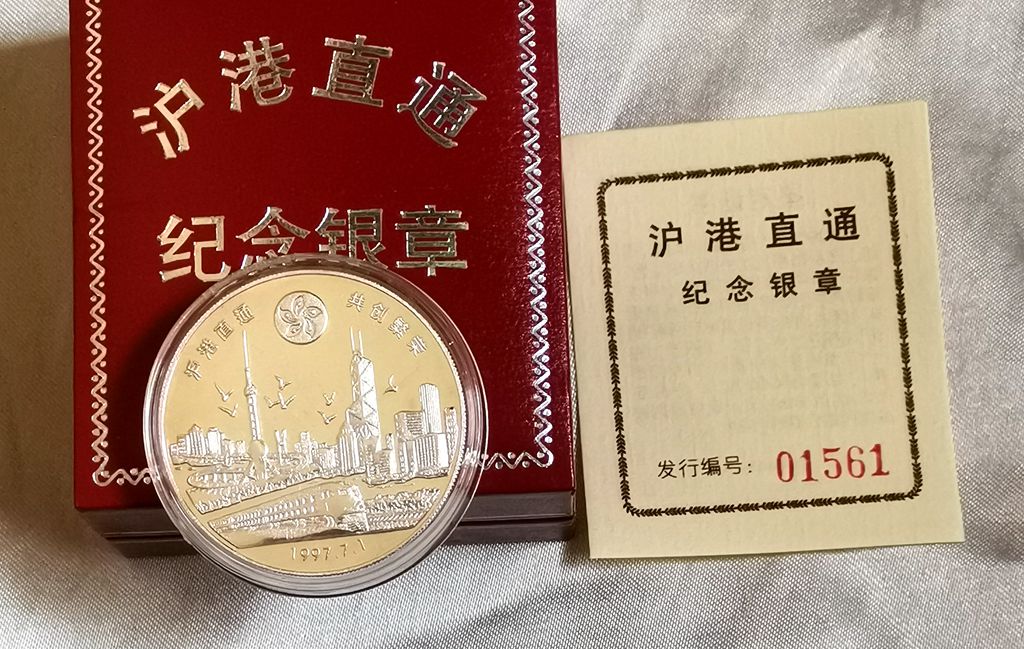 沪港直通
纪念银章
沪港直通 共创繁荣
1997.7.1
沪港直通
纪念银章
发行编号: 01561